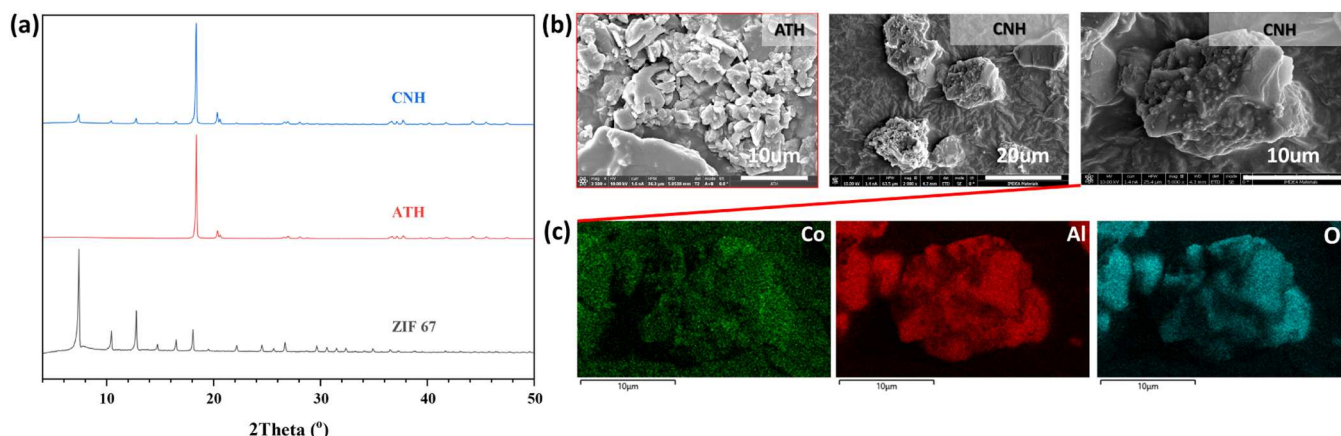 (a)
CNH
ATH
ZIF 67
10
20
30
40
50
2Theta (°)
(b)
ATH
10um
CNH
20um
CNH
10um
(c)
Co
10μm
Al
10μm
O
10μm